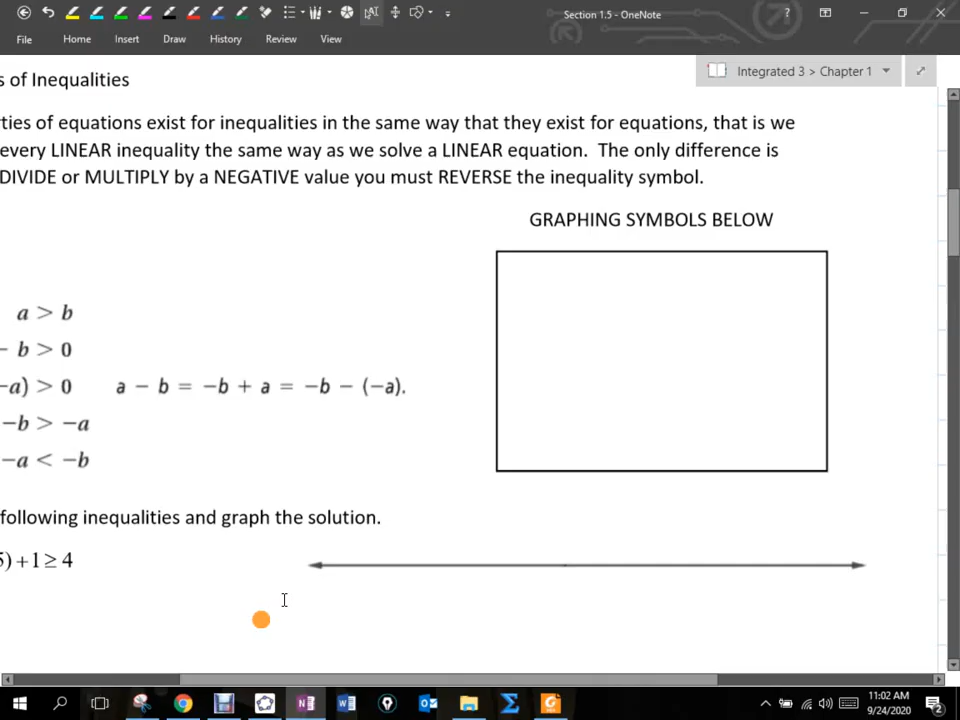 Section 1.5 - OneNote
?
File Home Insert Draw History Review View
Integrated 3 > Chapter 1
s of Inequalities
ties of equations exist for inequalities in the same way that they exist for equations, that is we
every LINEAR inequality the same way as we solve a LINEAR equation. The only difference is
DIVIDE or MULTIPLY by a NEGATIVE value you must REVERSE the inequality symbol.
GRAPHING SYMBOLS BELOW
a > b
− b > 0
−a) > 0 a − b = −b + a = −b − (−a).
−b > −a
−a < −b
following inequalities and graph the solution.
5) + 1 ≥ 4
11:02 AM
9/24/2020
2